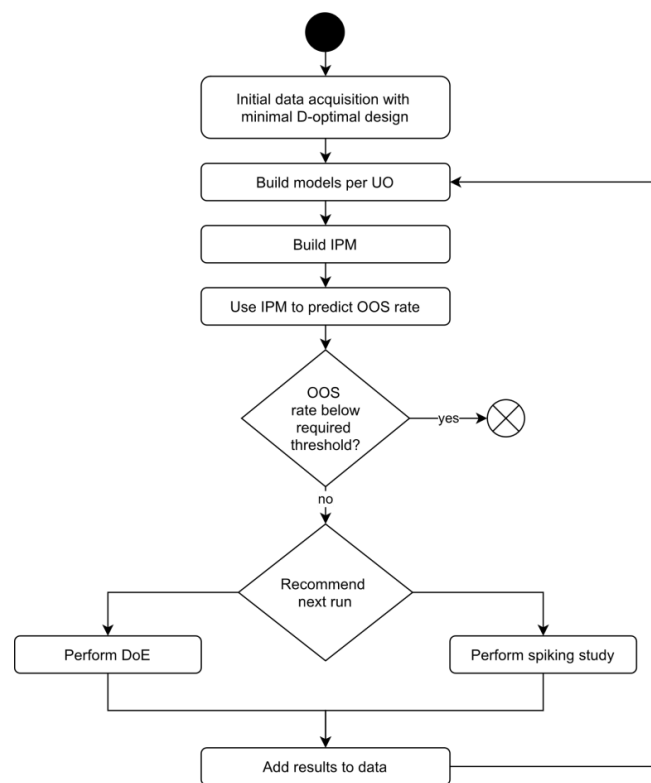 Initial data acquisition with
minimal D-optimal design
Build models per UO
Build IPM
Use IPM to predict OOS rate
OOS
rate below
required
threshold?
yes
no
Recommend
next run
Perform DoE
Perform spiking study
Add results to data